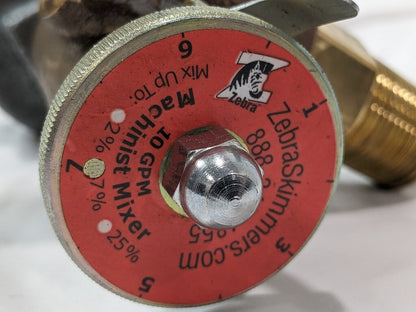 Zebra
ZebraSkimmers.com
888
855
10 GPM
Machinist Mixer
Mix Up To:
2%
7%
25%
1
3
5
6
7